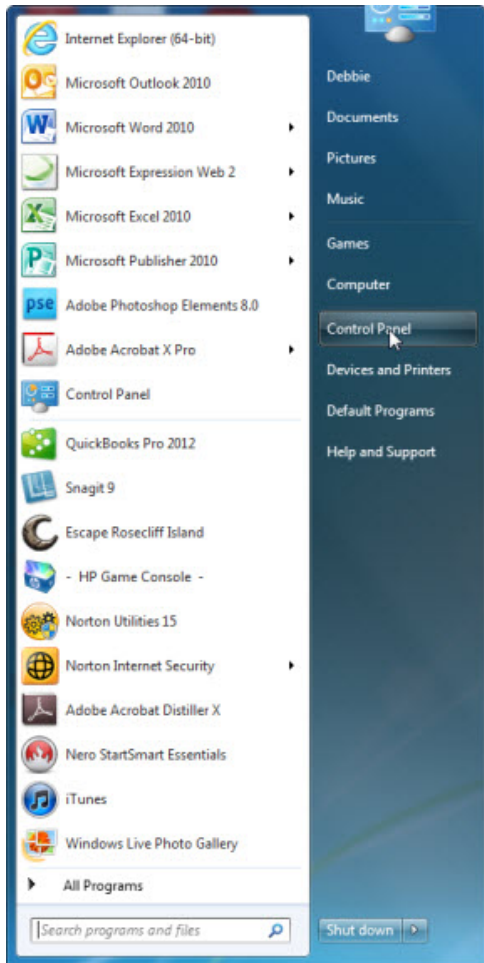 Internet Explorer (64-bit)
Microsoft Outlook 2010
W Microsoft Word 2010
Microsoft Expression Web 2
X Microsoft Excel 2010
P Microsoft Publisher 2010
pse Adobe Photoshop Elements 8.0
Adobe Acrobat X Pro
Control Panel
QuickBooks Pro 2012
Snagit 9
Escape Rosecliff Island
- HP Game Console -
Norton Utilities 15
Norton Internet Security
Adobe Acrobat Distiller X
Nero StartSmart Essentials
iTunes
Windows Live Photo Gallery
All Programs
Search programs and files
Debbie
Documents
Pictures
Music
Games
Computer
Control Panel
Devices and Printers
Default Programs
Help and Support
Shut down